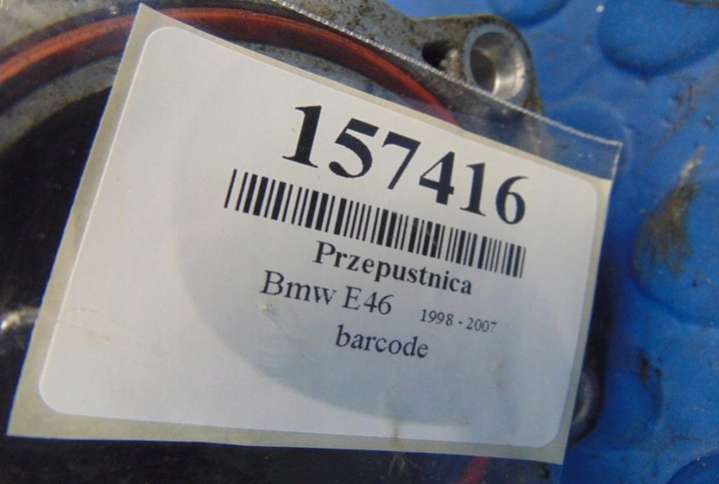 157416
Przepustnica
Bmw E46 1998 - 2007
barcode